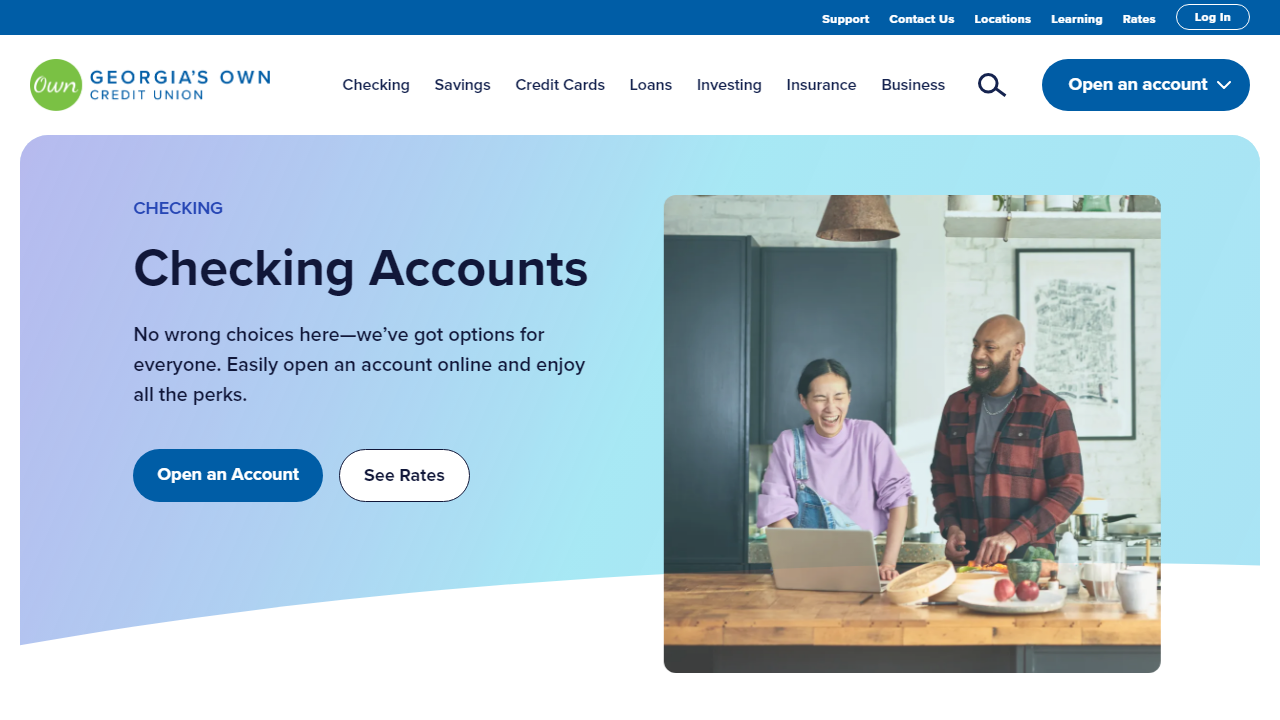 Support Contact Us Locations Learning Rates Log In
Own GEORGIA'S OWN
CREDIT UNION
Checking Savings Credit Cards Loans Investing Insurance Business Open an account
CHECKING
Checking Accounts
No wrong choices here—we've got options for
everyone. Easily open an account online and enjoy
all the perks.
Open an Account See Rates